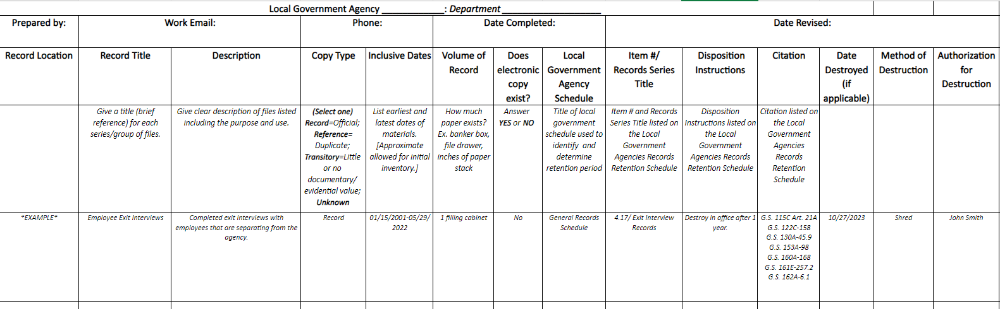 Local Government Agency ____________: Department ___________________
Prepared by:
Work Email:
Phone:
Date Completed:
Date Revised:
Record Location
Record Title
Description
Copy Type
Inclusive Dates
Volume of
Record
Does
electronic
copy
exist?
Local
Government
Agency
Schedule
Item #/
Records Series
Title
Disposition
Instructions
Citation
Date
Destroyed
(if
applicable)
Method of
Destruction
Authorization
for
Destruction
Give a title (brief
reference) for each
series/group of files.
Give clear description of files listed
including the purpose and use.
(Select one)
Record=Official;
Reference=
Duplicate;
Transitory=Little
or no
documentary/
evidential value;
Unknown
List earliest and
latest dates of
materials.
[Approximate
allowed for initial
inventory.]
How much
paper exists?
Ex. banker box,
file drawer,
inches of paper
stack
Answer
YES or NO
Title of local
government
schedule used to
identify and
determine
retention period
Item # and Records
Series Title listed on
the Local
Government
Agencies Records
Retention Schedule
Disposition
Instructions listed on
the Local
Government
Agencies Records
Retention Schedule
Citation listed on
the Local
Government
Agencies
Records
Retention
Schedule
*EXAMPLE*
Employee Exit Interviews
Completed exit interviews with
employees that are separating from the
agency.
Record
01/15/2001-05/29/
2022
1 filling cabinet
No
General Records
Schedule
4.17/ Exit Interview
Records
Destroy in office after 1
year.
G.S. 115C Art. 21A
G.S. 122C-158
G.S. 130A-45.9
G.S. 153A-98
G.S. 160A-168
G.S. 161E-257.2
G.S. 162A-6.1
10/27/2023
Shred
John Smith